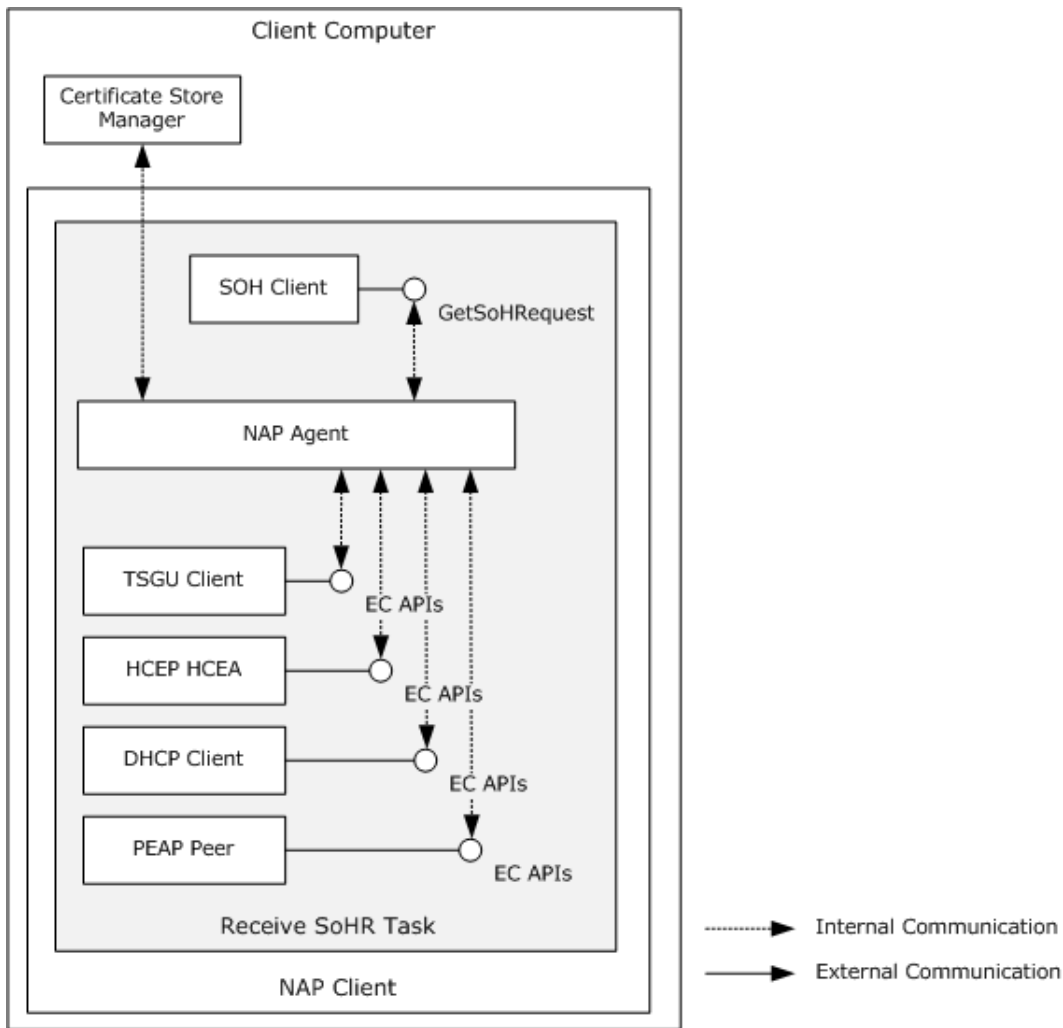 Client Computer
Certificate Store
Manager
SOH Client
GetSoHRequest
NAP Agent
TSGU Client
EC APIs
HCEP HCEA
EC APIs
DHCP Client
EC APIs
PEAP Peer
EC APIs
Receive SoHR Task
NAP Client
Internal Communication
External Communication